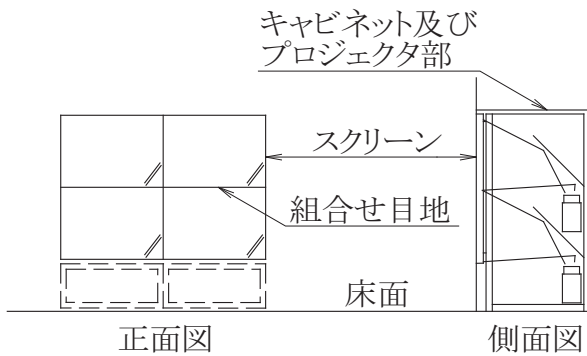 キャビネット及び
プロジェクタ部
スクリーン
組合せ目地
床面
正面図
側面図